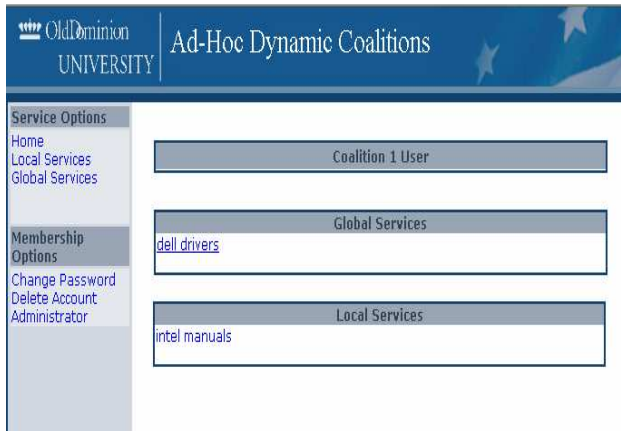 OldDominion
UNIVERSITY
Ad-Hoc Dynamic Coalitions
Service Options
Home
Local Services
Global Services
Membership
Options
Change Password
Delete Account
Administrator
Coalition 1 User
Global Services
dell drivers
Local Services
intel manuals